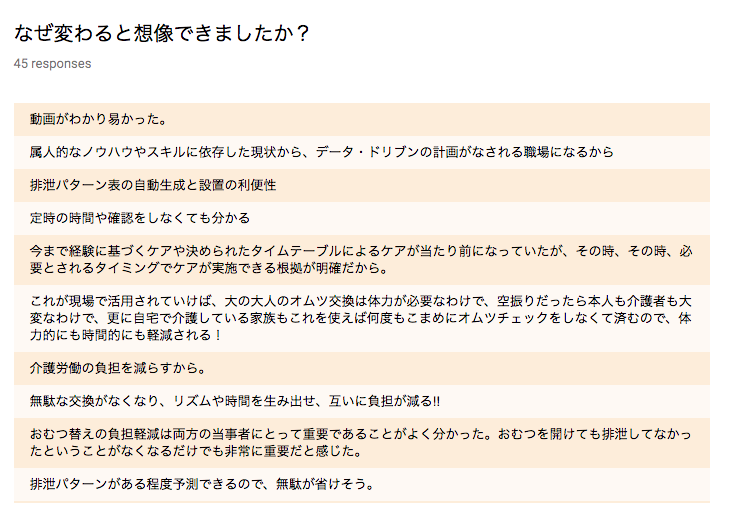 なぜ変わると想像できましたか？
45 responses
動画がわかり易かった。
属人的なノウハウやスキルに依存した現状から、データ・ドリブンの計画がなされる職場になるから
排泄パターン表の自動生成と設置の利便性
定時の時間や確認をしなくても分かる
今まで経験に基づくケアや決められたタイムテーブルによるケアが当たり前になっていたが、その時、その時、必
要とされるタイミングでケアが実施できる根拠が明確だから。
これが現場で活用されていけば、大の大人のオムツ交換は体力が必要なわけで、空振りだったら本人も介護者も大
変なわけで、更に自宅で介護している家族もこれを使えば何度もこまめにオムツチェックをしなくて済むので、体
力的にも時間的にも軽減される！
介護労働の負担を減らすから。
無駄な交換がなくなり、リズムや時間を生み出せ、互いに負担が減る!!
おむつ替えの負担軽減は両方の当事者にとって重要であることがよく分かった。おむつを開けても排泄してなかっ
たということがなくなるだけでも非常に重要だと感じた。
排泄パターンがある程度予測できるので、無駄が省けそう。